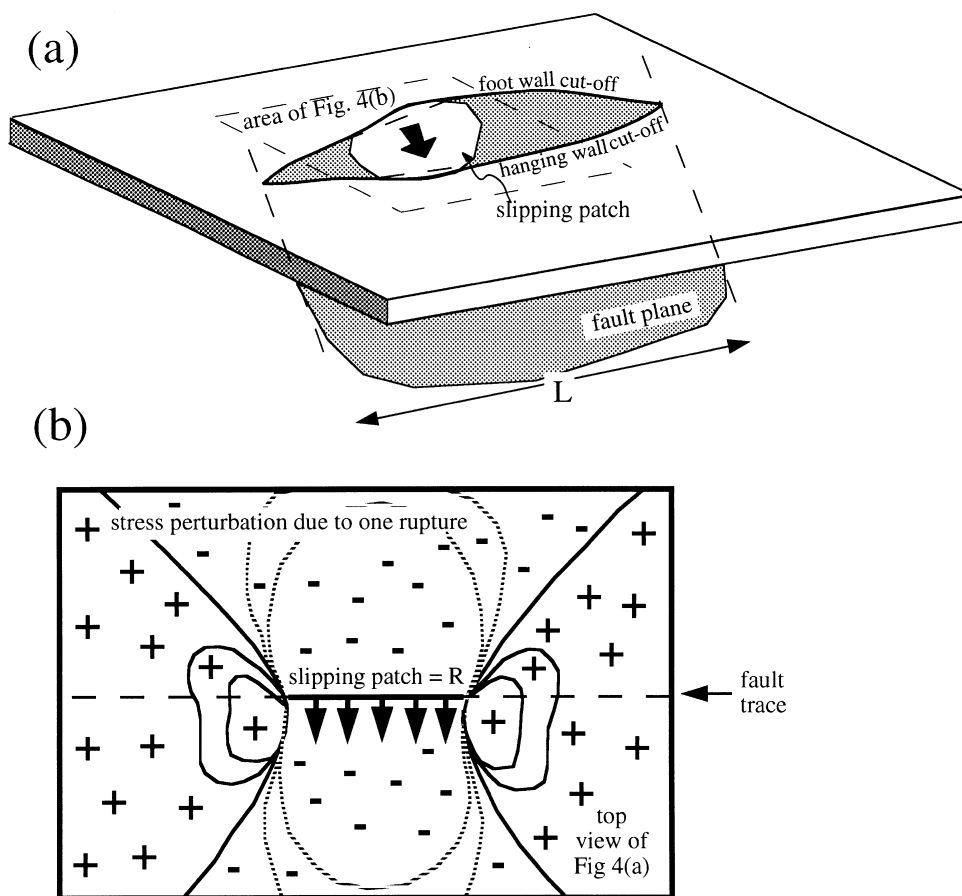 (a)
foot wall cut-off
area of Fig. 4(b)
hanging wall cut-off
slipping patch
fault plane
L
(b)
stress perturbation due to one rupture
slipping patch = R
fault
trace
top
view of
Fig 4(a)